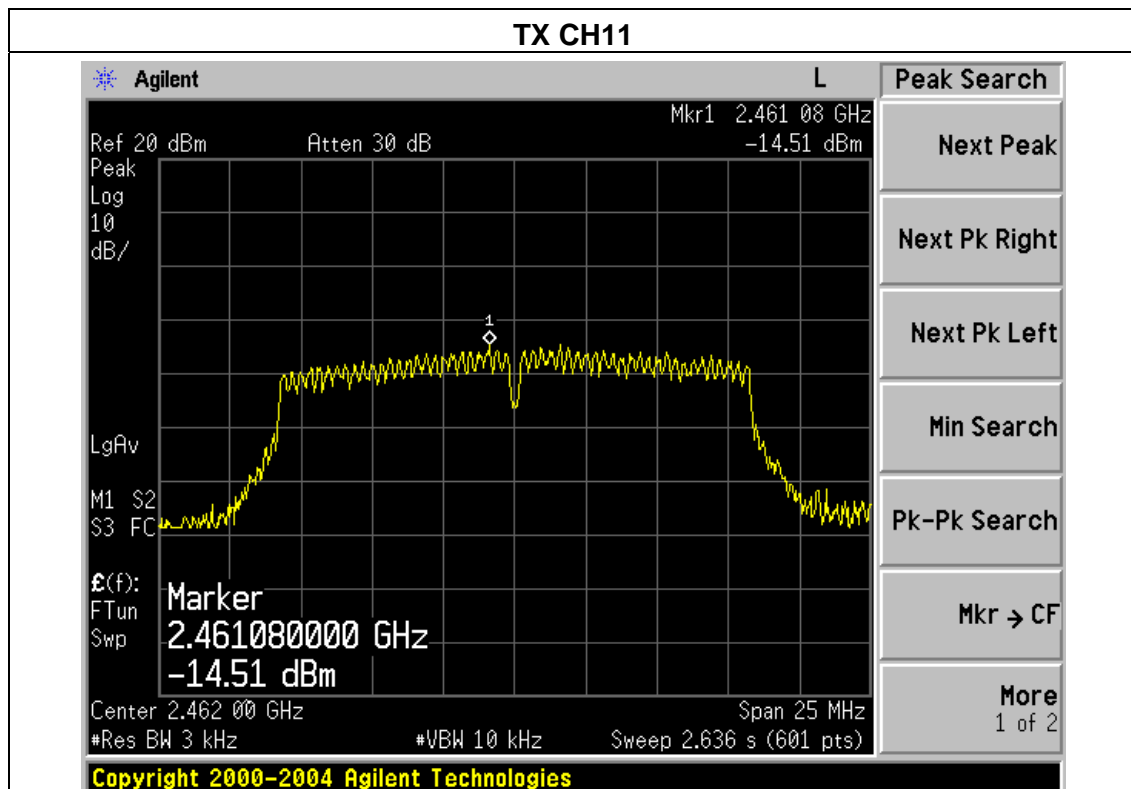 TX CH11
Agilent L Peak Search
Mkr1 2.461 08 GHz
Ref 20 dBm Atten 30 dB -14.51 dBm
Peak
Log
10
dB/
1
LgAv
M1 S2
S3 FC
£(f):
FTun
Swp
Marker
2.461080000 GHz
-14.51 dBm
Center 2.462 00 GHz Span 25 MHz
#Res BW 3 kHz #VBW 10 kHz Sweep 2.636 s (601 pts)
Next Peak
Next Pk Right
Next Pk Left
Min Search
Pk-Pk Search
Mkr → CF
More
1 of 2
Copyright 2000-2004 Agilent Technologies